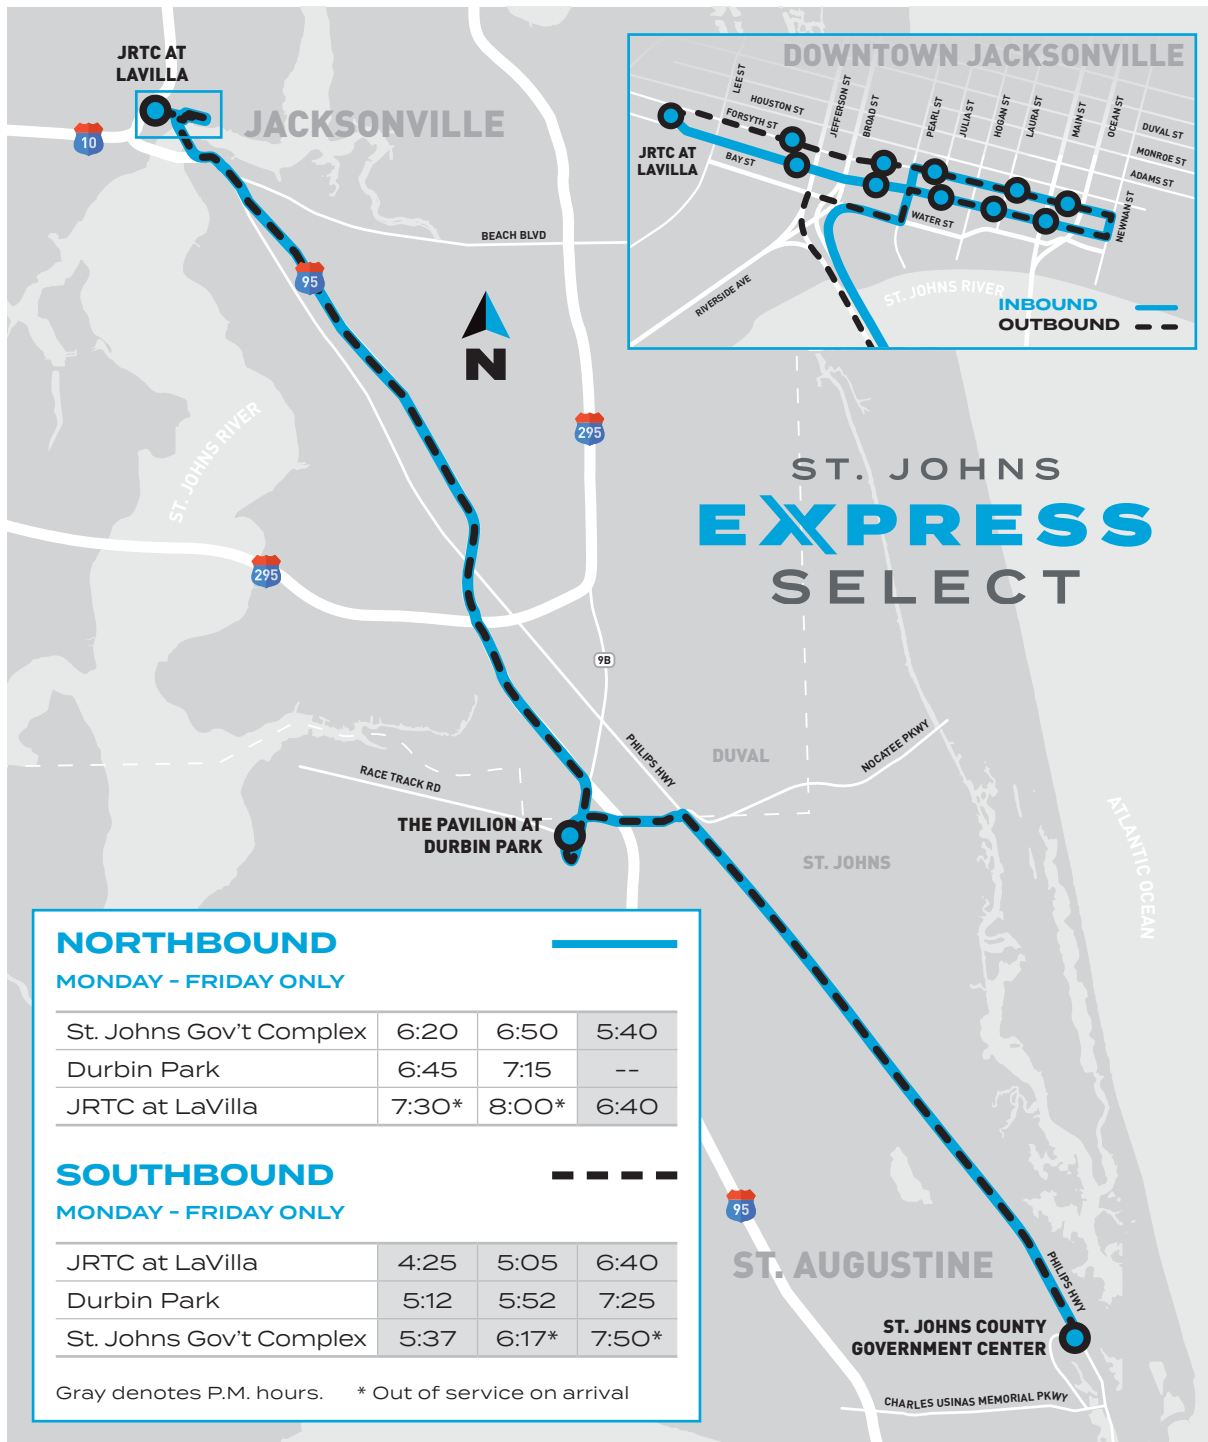 JRTC AT
LAVILLA
JACKSONVILLE
10
95
BEACH BLVD
N
295
ST. JOHNS RIVER
295
9B
DOWNTOWN JACKSONVILLE
LEE ST
HOUSTON ST
FORSYTH ST
JEFFERSON ST
BROAD ST
PEARL ST
JULIA ST
HOGAN ST
LAURA ST
MAIN ST
OCEAN ST
DUVAL ST
MONROE ST
ADAMS ST
JRTC AT
LAVILLA
BAY ST
WATER ST
NEWNAN ST
RIVERSIDE AVE
ST. JOHNS RIVER
INBOUND
OUTBOUND
ST. JOHNS
EXPRESS
SELECT
PHILIPS HWY
DUVAL
NOCATEE PKWY
RACE TRACK RD
THE PAVILION AT
DURBIN PARK
ST. JOHNS
ATLANTIC OCEAN
NORTHBOUND
MONDAY - FRIDAY ONLY
St. Johns Gov't Complex 6:20 6:50 5:40
Durbin Park 6:45 7:15 --
JRTC at LaVilla 7:30* 8:00* 6:40
SOUTHBOUND
MONDAY - FRIDAY ONLY
JRTC at LaVilla 4:25 5:05 6:40
Durbin Park 5:12 5:52 7:25
St. Johns Gov't Complex 5:37 6:17* 7:50*
Gray denotes P.M. hours. * Out of service on arrival
95
ST. AUGUSTINE
PHILIPS HWY
ST. JOHNS COUNTY
GOVERNMENT CENTER
CHARLES USINAS MEMORIAL PKWY